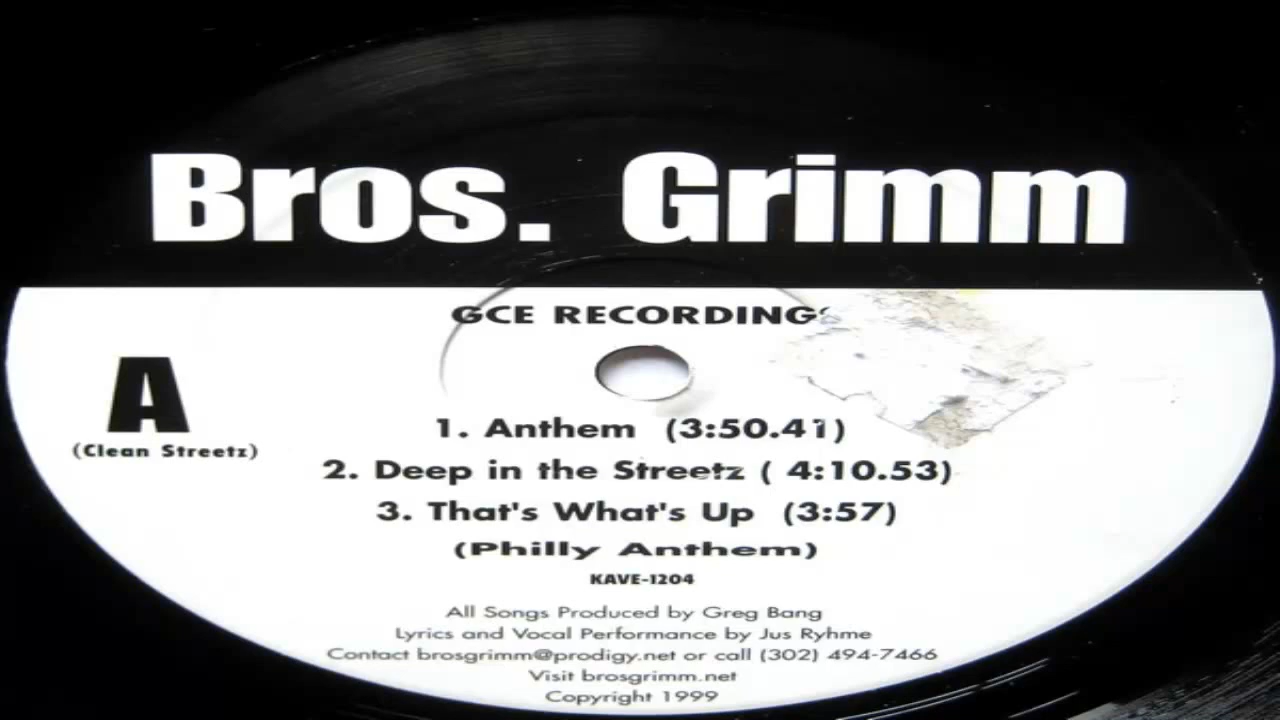 Bros. Grimm
GCE RECORDINGS
A
(Clean Streetz)
1. Anthem (3:50.41)
2. Deep in the Streetz ( 4:10.53)
3. That's What's Up (3:57)
(Philly Anthem)
KAVE-1204
All Songs Produced by Greg Bang
Lyrics and Vocal Performance by Jus Ryhme
Contact brosgrimm@prodigy.net or call (302) 494-7466
Visit brosgrimm.net
Copyright 1999